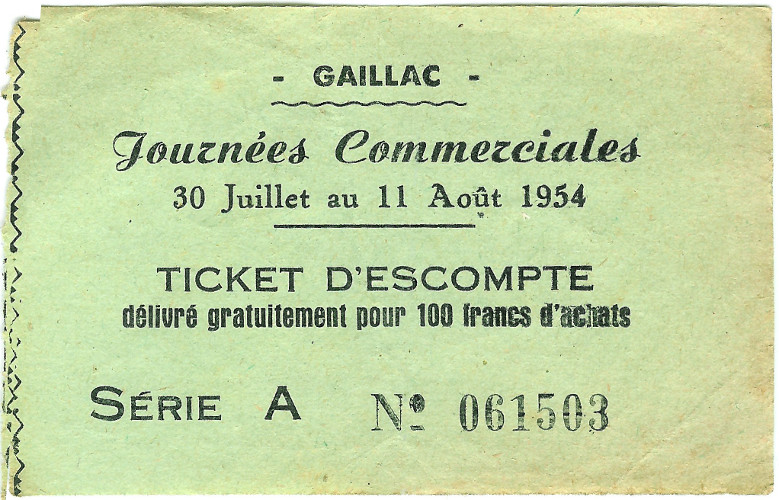 - GAILLAC -
Journées Commerciales
30 Juillet au 11 Août 1954
TICKET D'ESCOMPTE
délivré gratuitement pour 100 francs d'achats
SÉRIE A Nº 061503